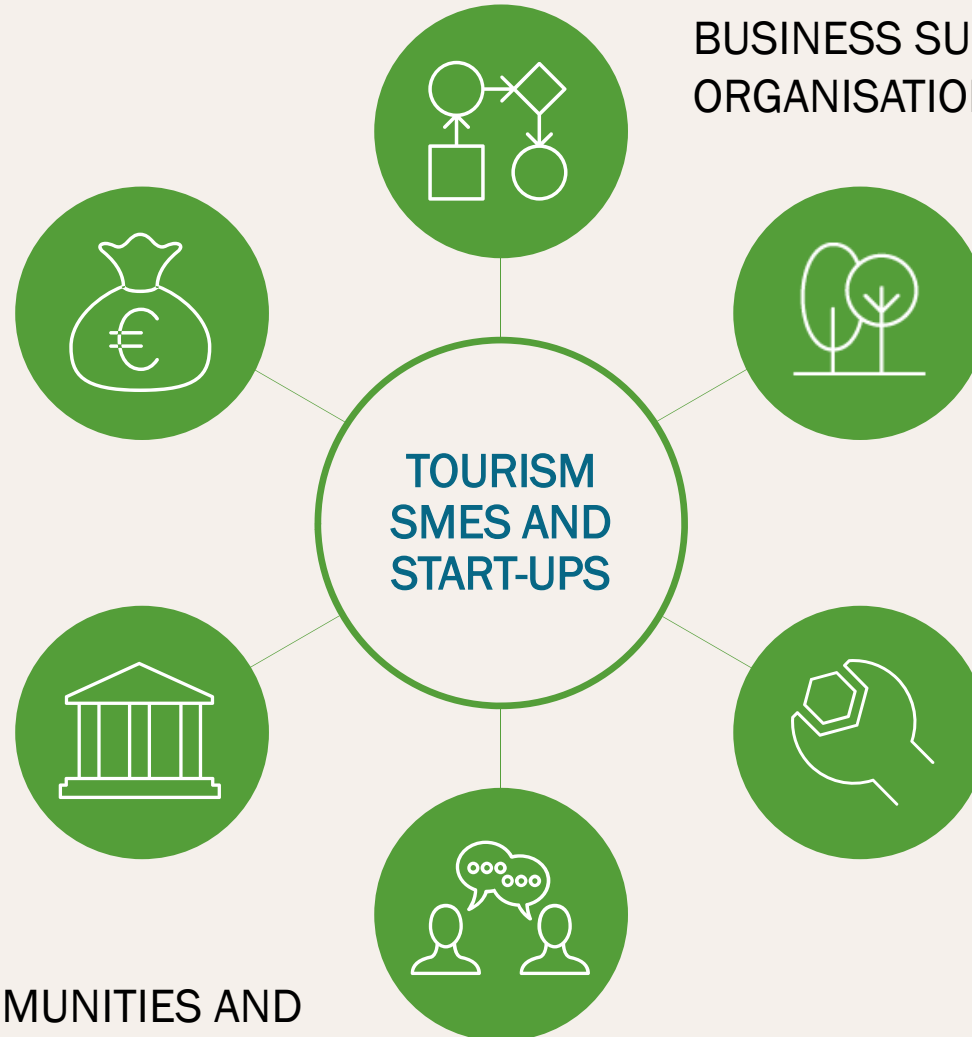 BUSINESS SU
ORGANISATIO
TOURISM
SMES AND
START-UPS
MUNITIES AND